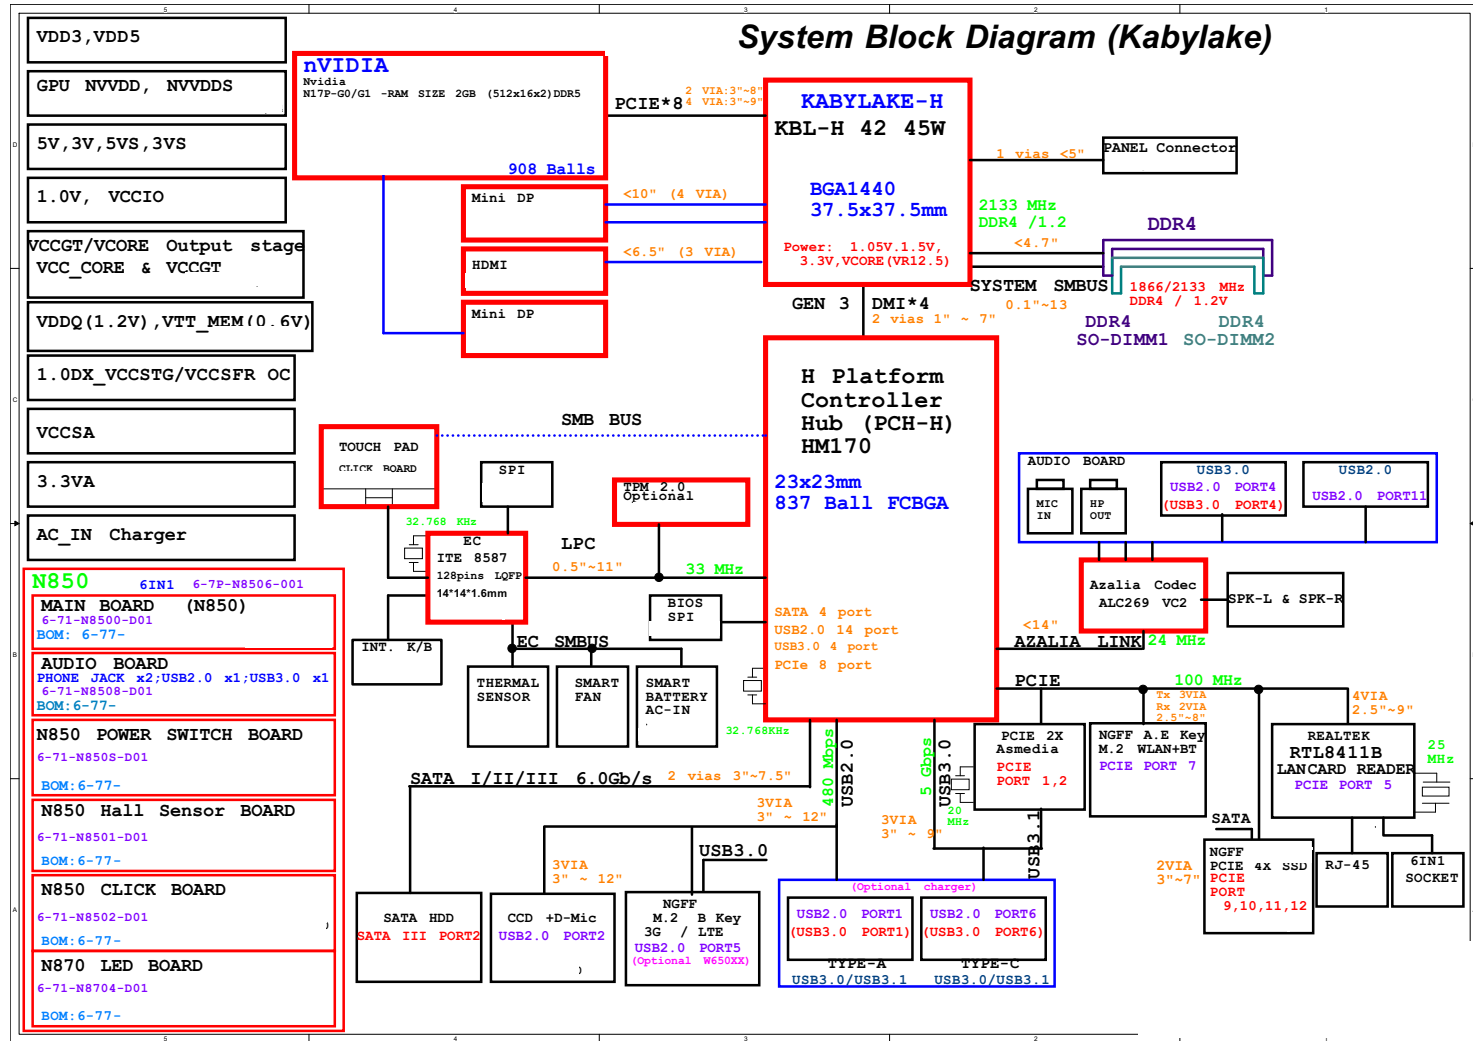 System Block Diagram (Kabylake)
VDD3,VDD5
GPU NVVDD, NVVDDS
5V,3V,5VS,3VS
1.0V, VCCIO
VCCGT/VCORE Output stage
VCC_CORE & VCCGT
VDDQ(1.2V),VTT_MEM(0.6V)
1.0DX_VCCSTG/VCCSFR OC
VCCSA
3.3VA
AC_IN Charger
N850 6IN1 6-7P-N8506-001
MAIN BOARD (N850)
6-71-N8500-D01
BOM: 6-77-
AUDIO BOARD
PHONE JACK x2;USB2.0 x1;USB3.0 x1
6-71-N8508-D01
BOM:6-77-
N850 POWER SWITCH BOARD
6-71-N850S-D01
BOM:6-77-
N850 Hall Sensor BOARD
6-71-N8501-D01
BOM:6-77-
N850 CLICK BOARD
6-71-N8502-D01
)
BOM:6-77-
N870 LED BOARD
6-71-N8704-D01
BOM:6-77-
nVIDIA
Nvidia
N17P-G0/G1 -RAM SIZE 2GB (512x16x2)DDR5
908 Balls
PCIE*8
2 VIA:3"~8"
4 VIA:3"~9"
Mini DP
<10" (4 VIA)
HDMI
<6.5" (3 VIA)
Mini DP
KABYLAKE-H
KBL-H 42 45W
BGA1440
37.5x37.5mm
Power: 1.05V.1.5V,
3.3V,VCORE(VR12.5)
1 vias <5"
PANEL Connector
2133 MHz
DDR4 /1.2
<4.7"
DDR4
SYSTEM SMBUS
0.1"~13
1866/2133 MHz
DDR4 / 1.2V
DDR4
SO-DIMM1
DDR4
SO-DIMM2
GEN 3
DMI*4
2 vias 1" ~ 7"
H Platform
Controller
Hub (PCH-H)
HM170
23x23mm
837 Ball FCBGA
SATA 4 port
USB2.0 14 port
USB3.0 4 port
PCIe 8 port
SMB BUS
TOUCH PAD
CLICK BOARD
SPI
TPM 2.0
Optional
32.768 KHz
EC
ITE 8587
128pins LQFP
14*14*1.6mm
LPC
0.5"~11"
33 MHz
BIOS
SPI
INT. K/B
EC SMBUS
THERMAL
SENSOR
SMART
FAN
SMART
BATTERY
AC-IN
32.768KHz
AUDIO BOARD
MIC
IN
HP
OUT
USB3.0
USB2.0 PORT4
(USB3.0 PORT4)
USB2.0
USB2.0 PORT11
Azalia Codec
ALC269 VC2
SPK-L & SPK-R
<14"
AZALIA LINK
24 MHz
PCIE
100 MHz
Tx 3VIA
Rx 2VIA
2.5"~8"
4VIA
2.5"~9"
PCIE 2X
Asmedia
PCIE
PORT 1,2
20
MHz
NGFF A.E Key
M.2 WLAN+BT
PCIE PORT 7
REALTEK
RTL8411B
LANCARD READER
PCIE PORT 5
25
MHz
SATA
2VIA
3"~7"
NGFF
PCIE 4X SSD
PCIE
PORT
9,10,11,12
RJ-45
6IN1
SOCKET
SATA I/II/III 6.0Gb/s
2 vias 3"~7.5"
480 Mbps
USB2.0
5 Gbps
USB3.0
USB3.1
3VIA
3" ~ 12"
3VIA
3" ~ 9"
3VIA
3" ~ 12"
USB3.0
SATA HDD
SATA III PORT2
CCD +D-Mic
USB2.0 PORT2
)
NGFF
M.2 B Key
3G / LTE
USB2.0 PORT5
(Optional W650XX)
(Optional charger)
USB2.0 PORT1
(USB3.0 PORT1)
TYPE-A
USB3.0/USB3.1
USB2.0 PORT6
(USB3.0 PORT6)
TYPE-C
USB3.0/USB3.1